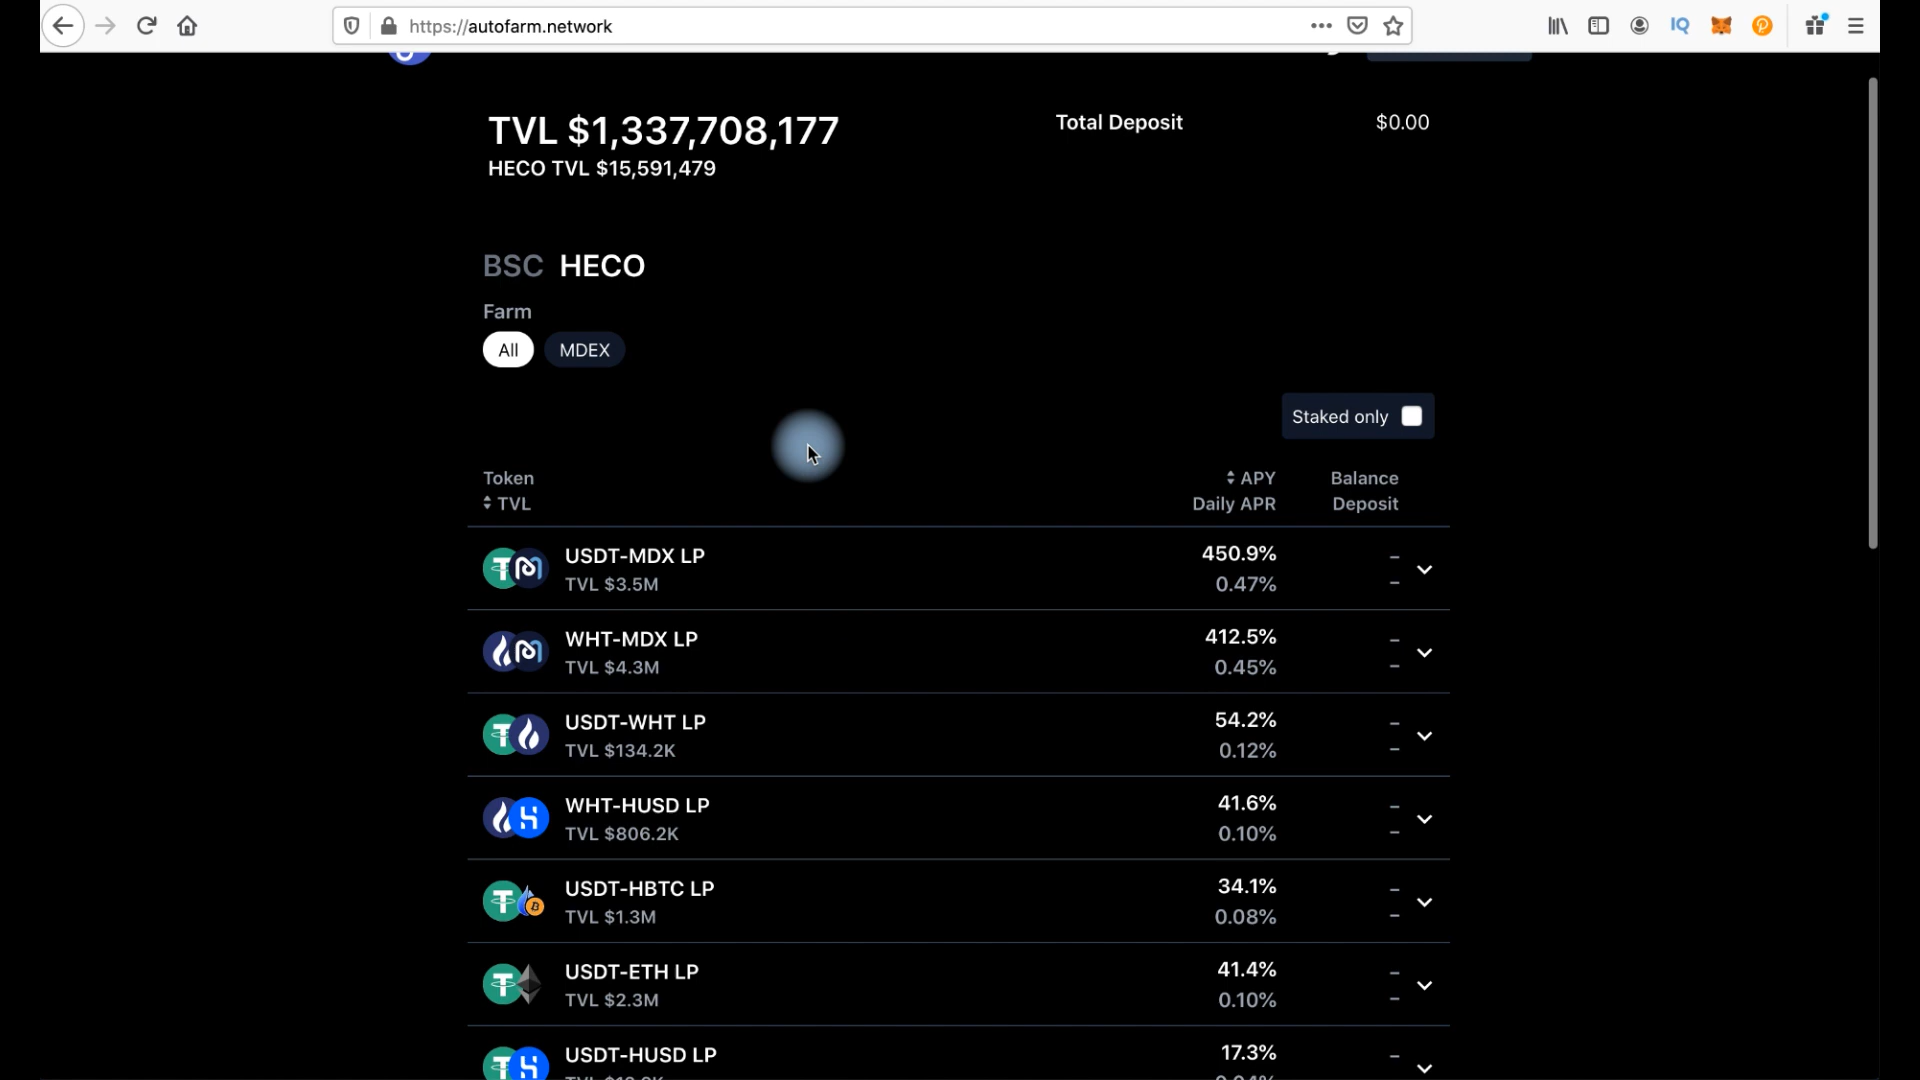 https://autofarm.network
TVL $1,337,708,177
HECO TVL $15,591,479
Total Deposit $0.00
BSC HECO
Farm
All MDEX
Staked only
Token APY Balance
TVL Daily APR Deposit
USDT-MDX LP 450.9% –
TVL $3.5M 0.47% –
WHT-MDX LP 412.5% –
TVL $4.3M 0.45% –
USDT-WHT LP 54.2% –
TVL $134.2K 0.12% –
WHT-HUSD LP 41.6% –
TVL $806.2K 0.10% –
USDT-HBTC LP 34.1% –
TVL $1.3M 0.08% –
USDT-ETH LP 41.4% –
TVL $2.3M 0.10% –
USDT-HUSD LP 17.3% –